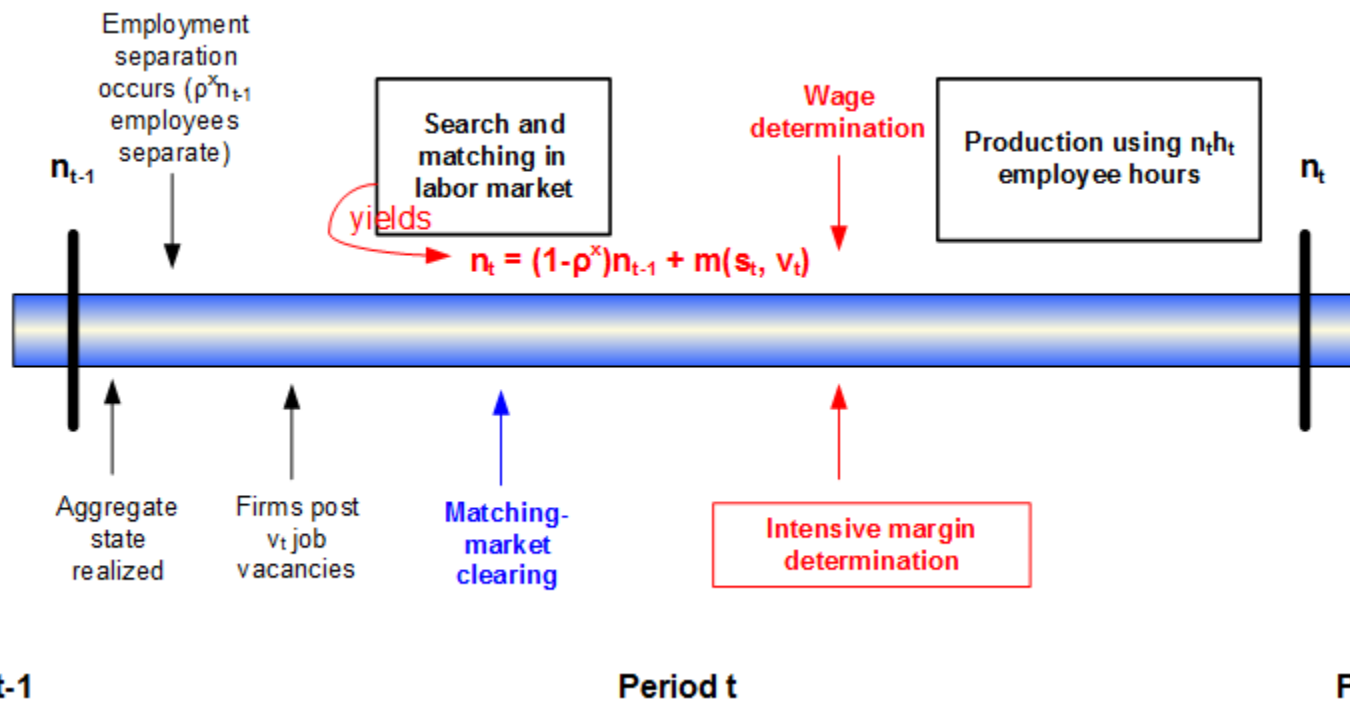 Employment
separation
occurs (ρˣnₜ₋₁
employees
separate)
nₜ₋₁
Search and
matching in
labor market
yields
nₜ = (1-ρˣ)nₜ₋₁ + m(sₜ, vₜ)
Wage
determination
Production using nₜhₜ
employee hours
nₜ
Aggregate
state
realized
Firms post
vₜ job
vacancies
Matching-
market
clearing
Intensive margin
determination
t-1
Period t
F